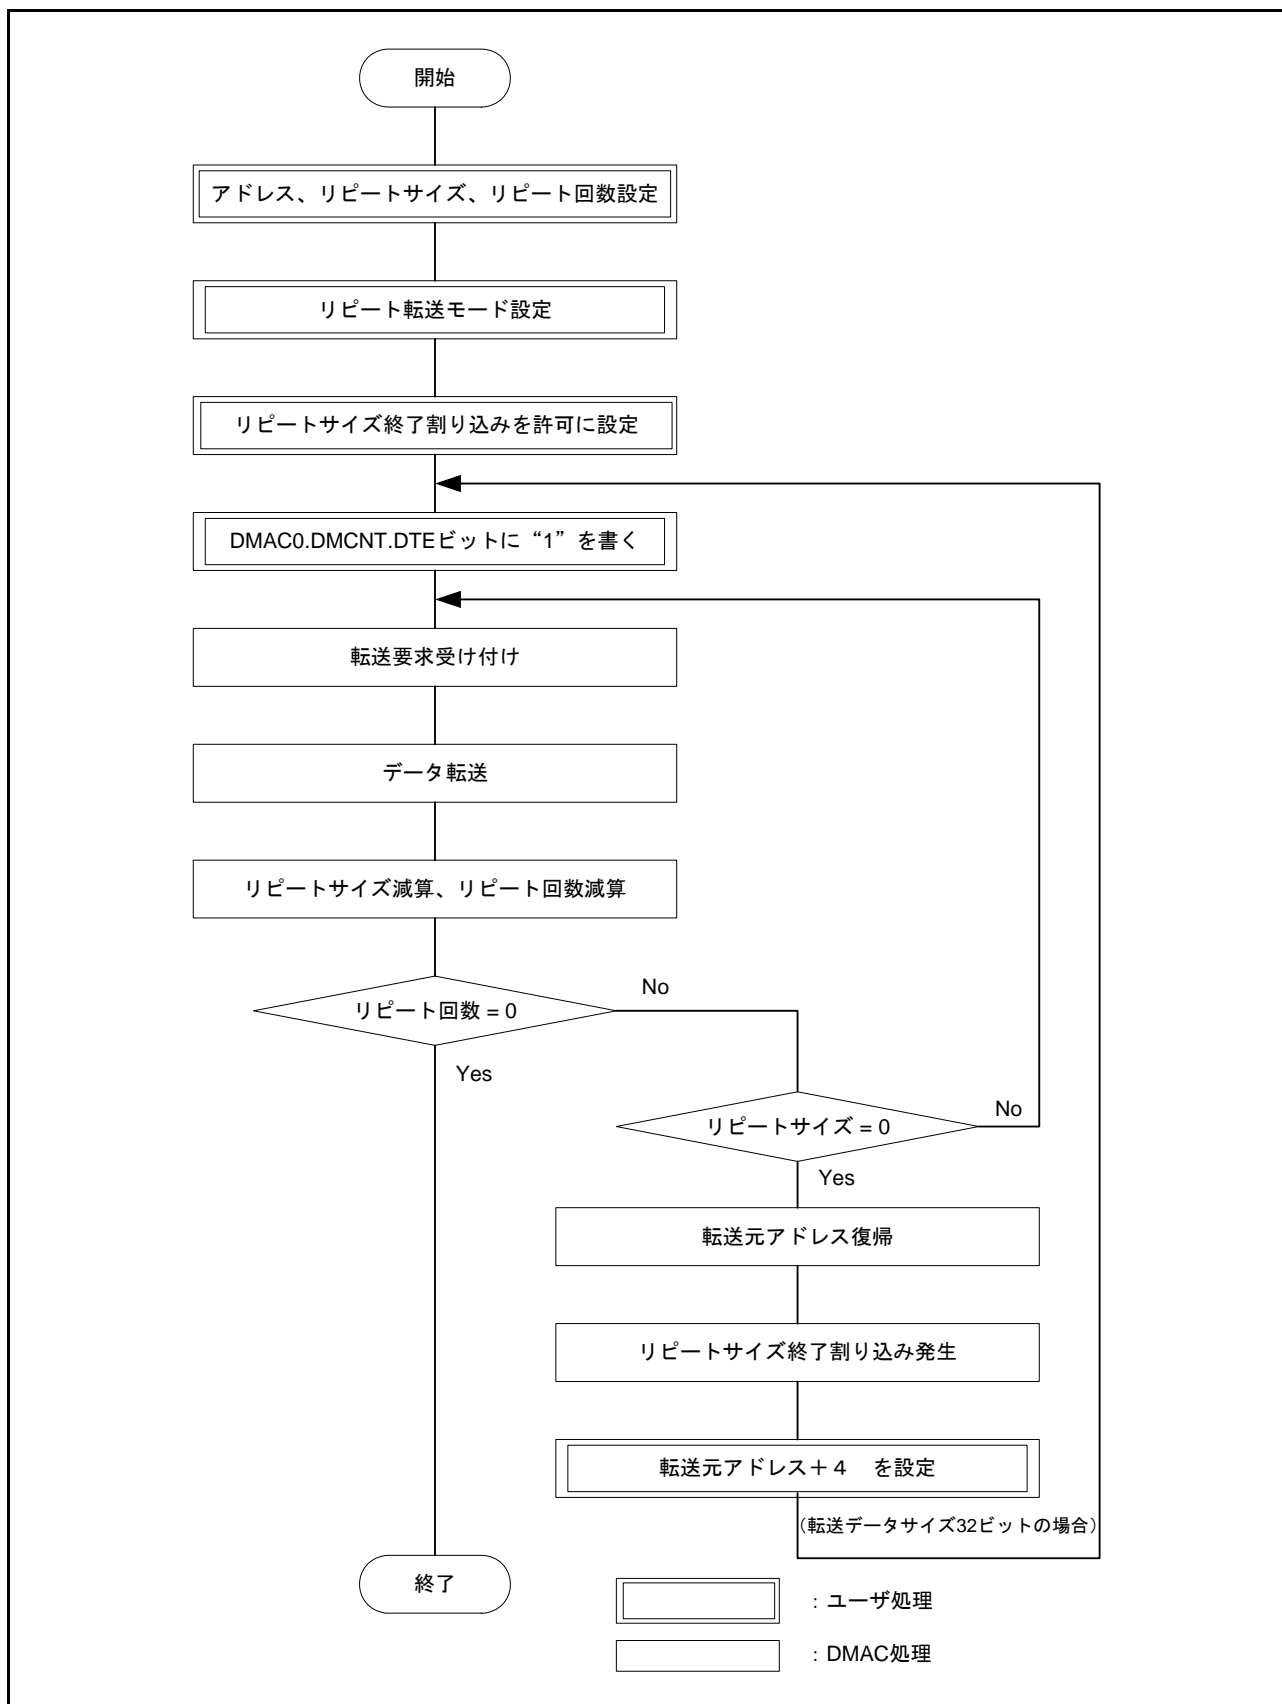 開始
アドレス、リピートサイズ、リピート回数設定
リピート転送モード設定
リピートサイズ終了割り込みを許可に設定
DMAC0.DMCNT.DTEビットに“1”を書く
転送要求受け付け
データ転送
リピートサイズ減算、リピート回数減算
No
リピート回数 = 0
Yes
No
リピートサイズ = 0
Yes
転送元アドレス復帰
リピートサイズ終了割り込み発生
転送元アドレス＋４　を設定
（転送データサイズ32ビットの場合）
終了
：ユーザ処理
：DMAC処理